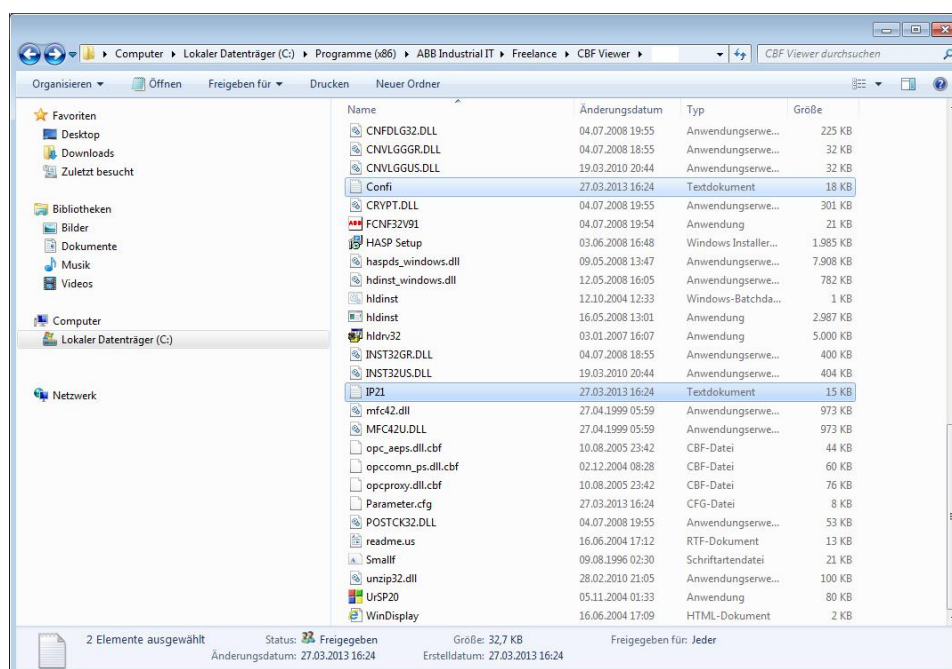 Computer Lokaler Datenträger (C:) Programme (x86) ABB Industrial IT Freelance CBF Viewer CBF Viewer durchsuchen
Organisieren Öffnen Freigeben für Drucken Neuer Ordner
Favoriten
Desktop
Downloads
Zuletzt besucht
Bibliotheken
Bilder
Dokumente
Musik
Videos
Computer
Lokaler Datenträger (C:)
Netzwerk
Name Änderungsdatum Typ Größe
CNFDLG32.DLL 04.07.2008 19:55 Anwendungserwe... 225 KB
CNVLGGGR.DLL 04.07.2008 18:55 Anwendungserwe... 32 KB
CNVLGGUS.DLL 19.03.2010 20:44 Anwendungserwe... 32 KB
Confi 27.03.2013 16:24 Textdokument 18 KB
CRYPT.DLL 04.07.2008 19:55 Anwendungserwe... 301 KB
FCNF32V91 04.07.2008 19:54 Anwendung 21 KB
HASP Setup 03.06.2008 16:48 Windows Installer... 1.985 KB
haspds_windows.dll 09.05.2008 13:47 Anwendungserwe... 7.908 KB
hdinst_windows.dll 12.05.2008 16:05 Anwendungserwe... 782 KB
hldinst 12.10.2004 12:33 Windows-Batchda... 1 KB
hldinst 16.05.2008 13:01 Anwendung 2.987 KB
hldrv32 03.01.2007 16:07 Anwendung 5.000 KB
INST32GR.DLL 04.07.2008 18:55 Anwendungserwe... 400 KB
INST32US.DLL 19.03.2010 20:44 Anwendungserwe... 404 KB
IP21 27.03.2013 16:24 Textdokument 15 KB
mfc42.dll 27.04.1999 05:59 Anwendungserwe... 973 KB
MFC42U.DLL 27.04.1999 05:59 Anwendungserwe... 973 KB
opc_aeps.dll.cbf 10.08.2005 23:42 CBF-Datei 44 KB
opccomn_ps.dll.cbf 02.12.2004 08:28 CBF-Datei 60 KB
opcproxy.dll.cbf 10.08.2005 23:42 CBF-Datei 76 KB
Parameter.cfg 27.03.2013 16:24 CFG-Datei 8 KB
POSTCK32.DLL 04.07.2008 19:55 Anwendungserwe... 53 KB
readme.us 16.06.2004 17:12 RTF-Dokument 13 KB
Smallf 09.08.1996 02:30 Schriftartendatei 21 KB
unzip32.dll 28.02.2010 21:05 Anwendungserwe... 100 KB
UrSP20 05.11.2004 01:33 Anwendung 80 KB
WinDisplay 16.06.2004 17:09 HTML-Dokument 2 KB
2 Elemente ausgewählt Status: Freigegeben Größe: 32,7 KB Freigegeben für: Jeder
Änderungsdatum: 27.03.2013 16:24 Erstelldatum: 27.03.2013 16:24